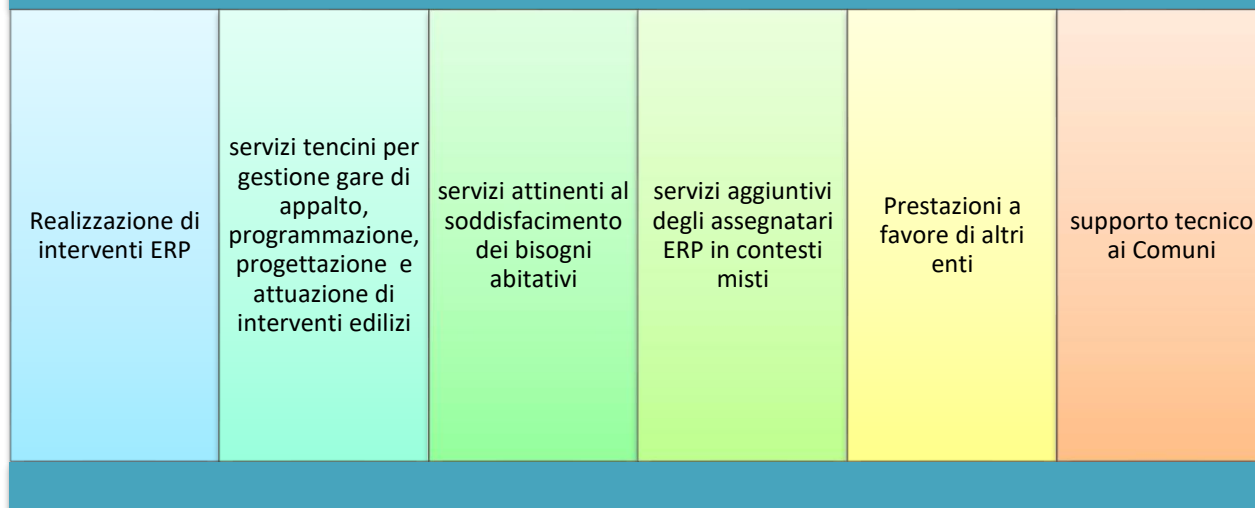 Realizzazione di
interventi ERP
servizi tencini per
gestione gare di
appalto,
programmazione,
progettazione e
attuazione di
interventi edilizi
servizi attinenti al
soddisfacimento
dei bisogni
abitativi
servizi aggiuntivi
degli assegnatari
ERP in contesti
misti
Prestazioni a
favore di altri
enti
supporto tecnico
ai Comuni